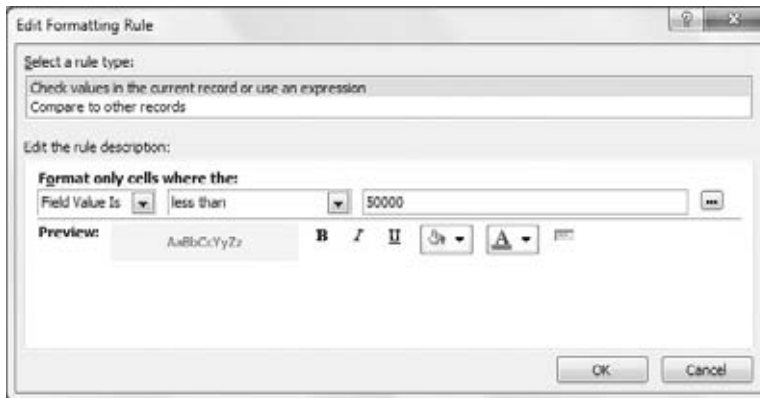 Edit Formatting Rule
Select a rule type:
Check values in the current record or use an expression
Compare to other records
Edit the rule description:
Format only cells where the:
Field Value Is less than 50000 ...
Preview: AaBbCcYyZz B I U A
OK Cancel